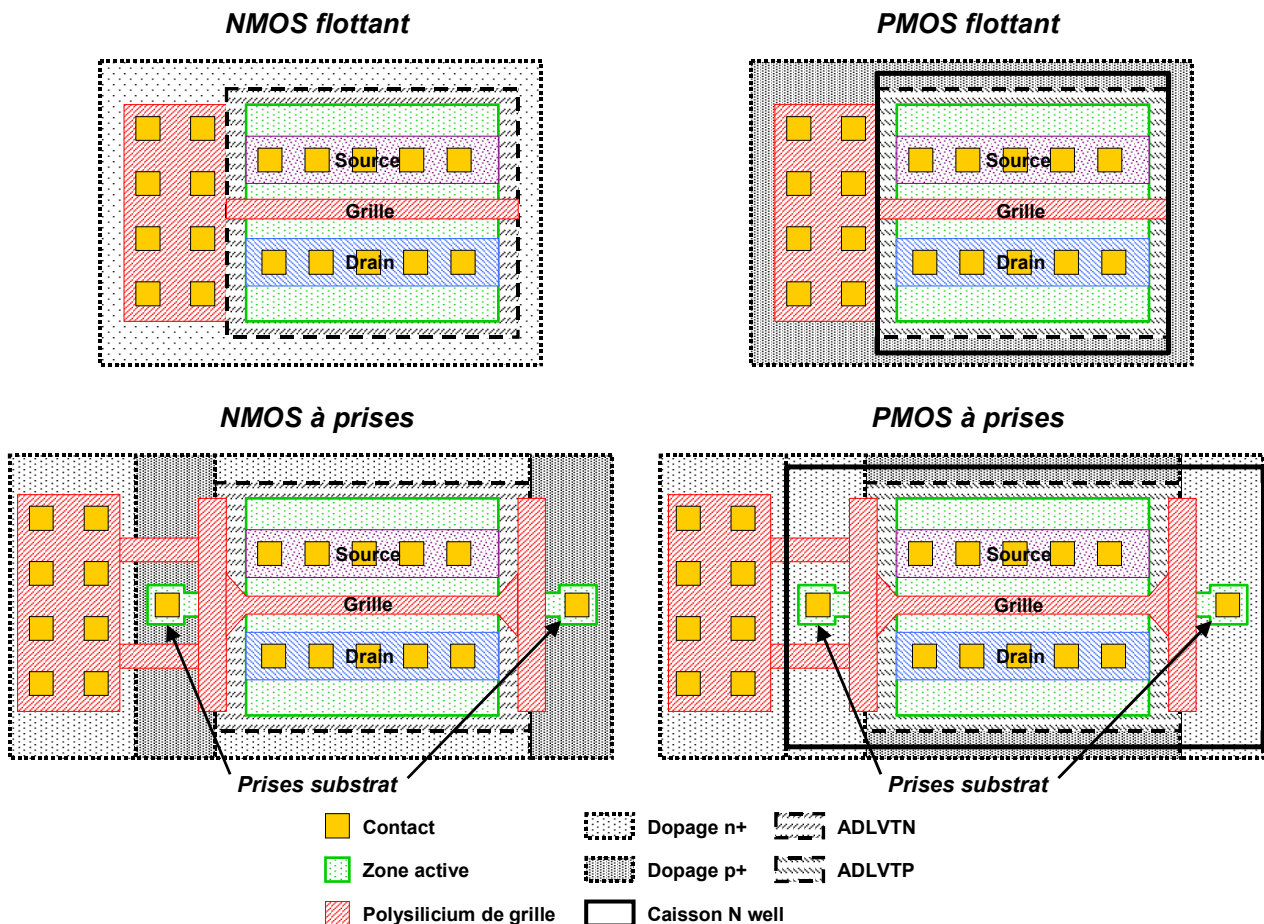 NMOS flottant
PMOS flottant
Source
Grille
Drain
Source
Grille
Drain
NMOS à prises
PMOS à prises
Source
Grille
Drain
Source
Grille
Drain
Prises substrat
Prises substrat
Contact
Dopage n+
ADLVTN
Zone active
Dopage p+
ADLVTP
Polysilicium de grille
Caisson N well